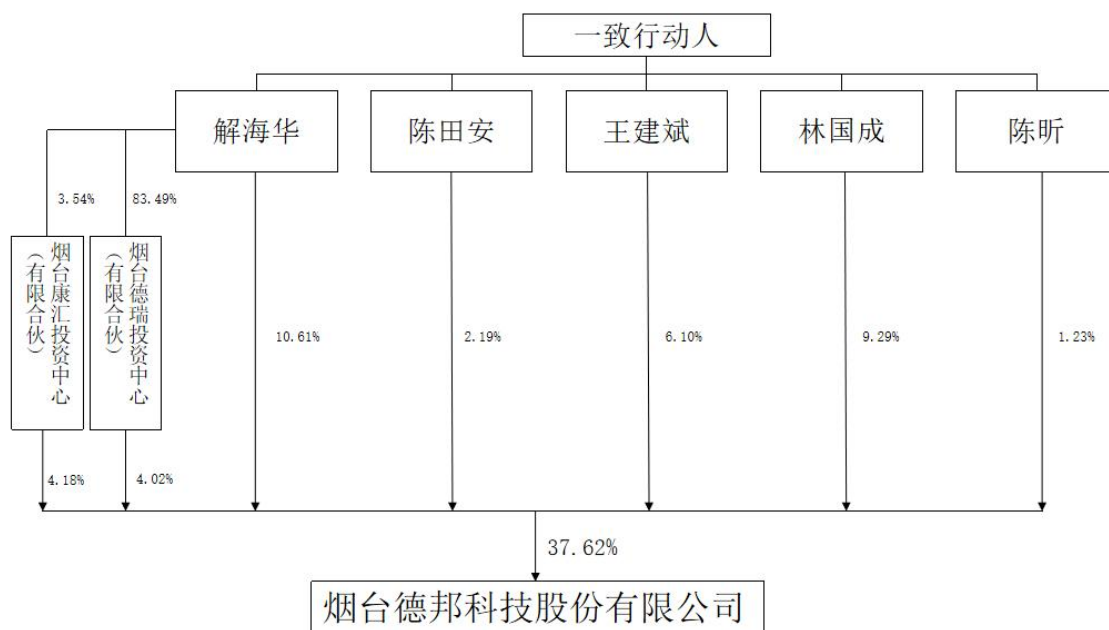 一致行动人
解海华
陈田安
王建斌
林国成
陈昕
3.54%
83.49%
烟台康汇投资中心
（有限合伙）
烟台德瑞投资中心
（有限合伙）
10.61%
2.19%
6.10%
9.29%
1.23%
4.18%
4.02%
37.62%
烟台德邦科技股份有限公司